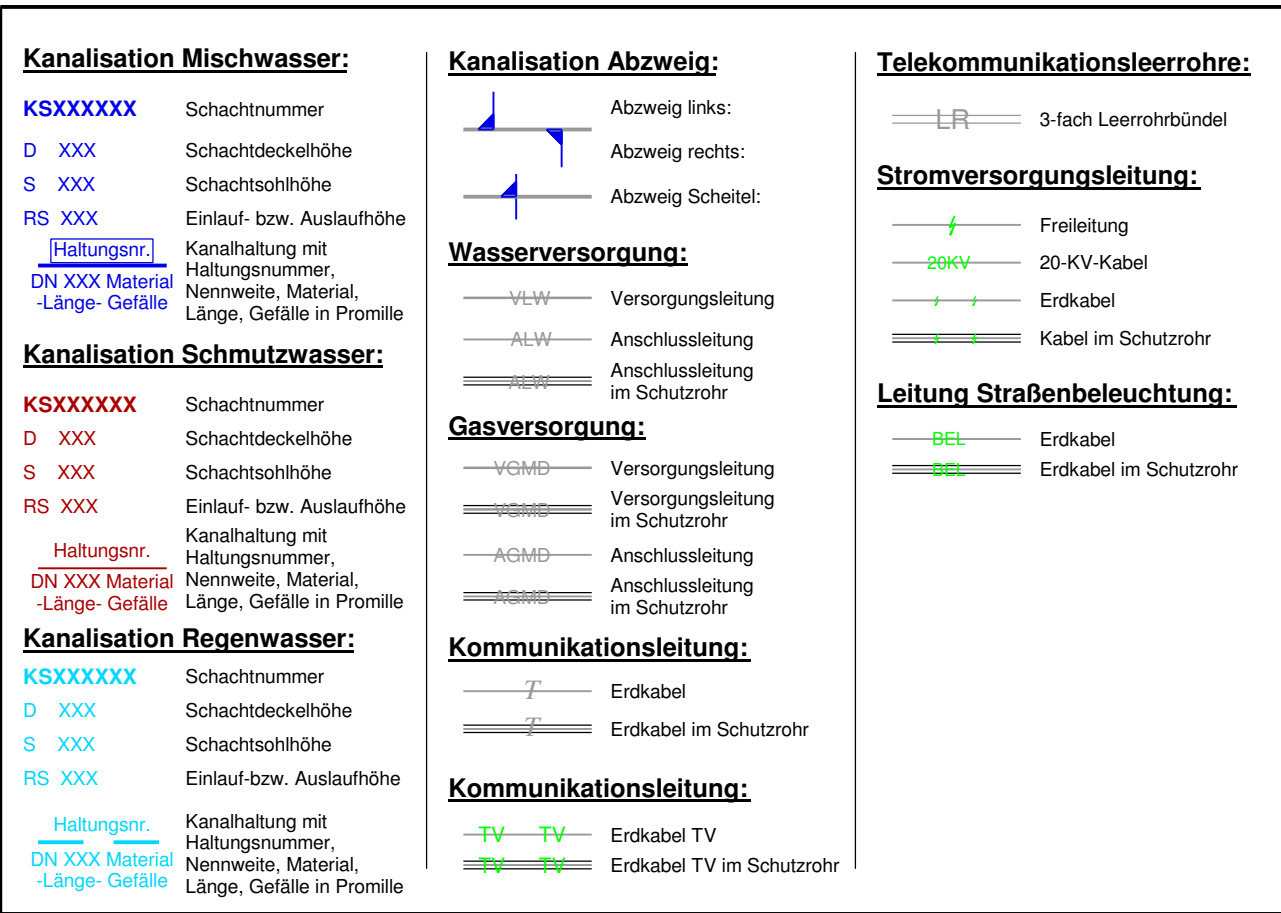 Kanalisation Mischwasser:
KSXXXXXX Schachtnummer
D XXX Schachtdeckelhöhe
S XXX Schachtsohlhöhe
RS XXX Einlauf- bzw. Auslaufhöhe
Haltungsnr.
DN XXX Material
-Länge- Gefälle
Kanalhaltung mit
Haltungsnummer,
Nennweite, Material,
Länge, Gefälle in Promille
Kanalisation Schmutzwasser:
KSXXXXXX Schachtnummer
D XXX Schachtdeckelhöhe
S XXX Schachtsohlhöhe
RS XXX Einlauf- bzw. Auslaufhöhe
Haltungsnr.
DN XXX Material
-Länge- Gefälle
Kanalhaltung mit
Haltungsnummer,
Nennweite, Material,
Länge, Gefälle in Promille
Kanalisation Regenwasser:
KSXXXXXX Schachtnummer
D XXX Schachtdeckelhöhe
S XXX Schachtsohlhöhe
RS XXX Einlauf-bzw. Auslaufhöhe
Haltungsnr.
DN XXX Material
-Länge- Gefälle
Kanalhaltung mit
Haltungsnummer,
Nennweite, Material,
Länge, Gefälle in Promille
Kanalisation Abzweig:
Abzweig links:
Abzweig rechts:
Abzweig Scheitel:
Wasserversorgung:
VLW Versorgungsleitung
ALW Anschlussleitung
ALW Anschlussleitung
im Schutzrohr
Gasversorgung:
VGMD Versorgungsleitung
VGMD Versorgungsleitung
im Schutzrohr
AGMD Anschlussleitung
AGMD Anschlussleitung
im Schutzrohr
Kommunikationsleitung:
T Erdkabel
T Erdkabel im Schutzrohr
Kommunikationsleitung:
TV TV Erdkabel TV
TV TV Erdkabel TV im Schutzrohr
Telekommunikationsleerrohre:
LR 3-fach Leerrohrbündel
Stromversorgungsleitung:
Freileitung
20KV 20-KV-Kabel
Erdkabel
Kabel im Schutzrohr
Leitung Straßenbeleuchtung:
BEL Erdkabel
BEL Erdkabel im Schutzrohr